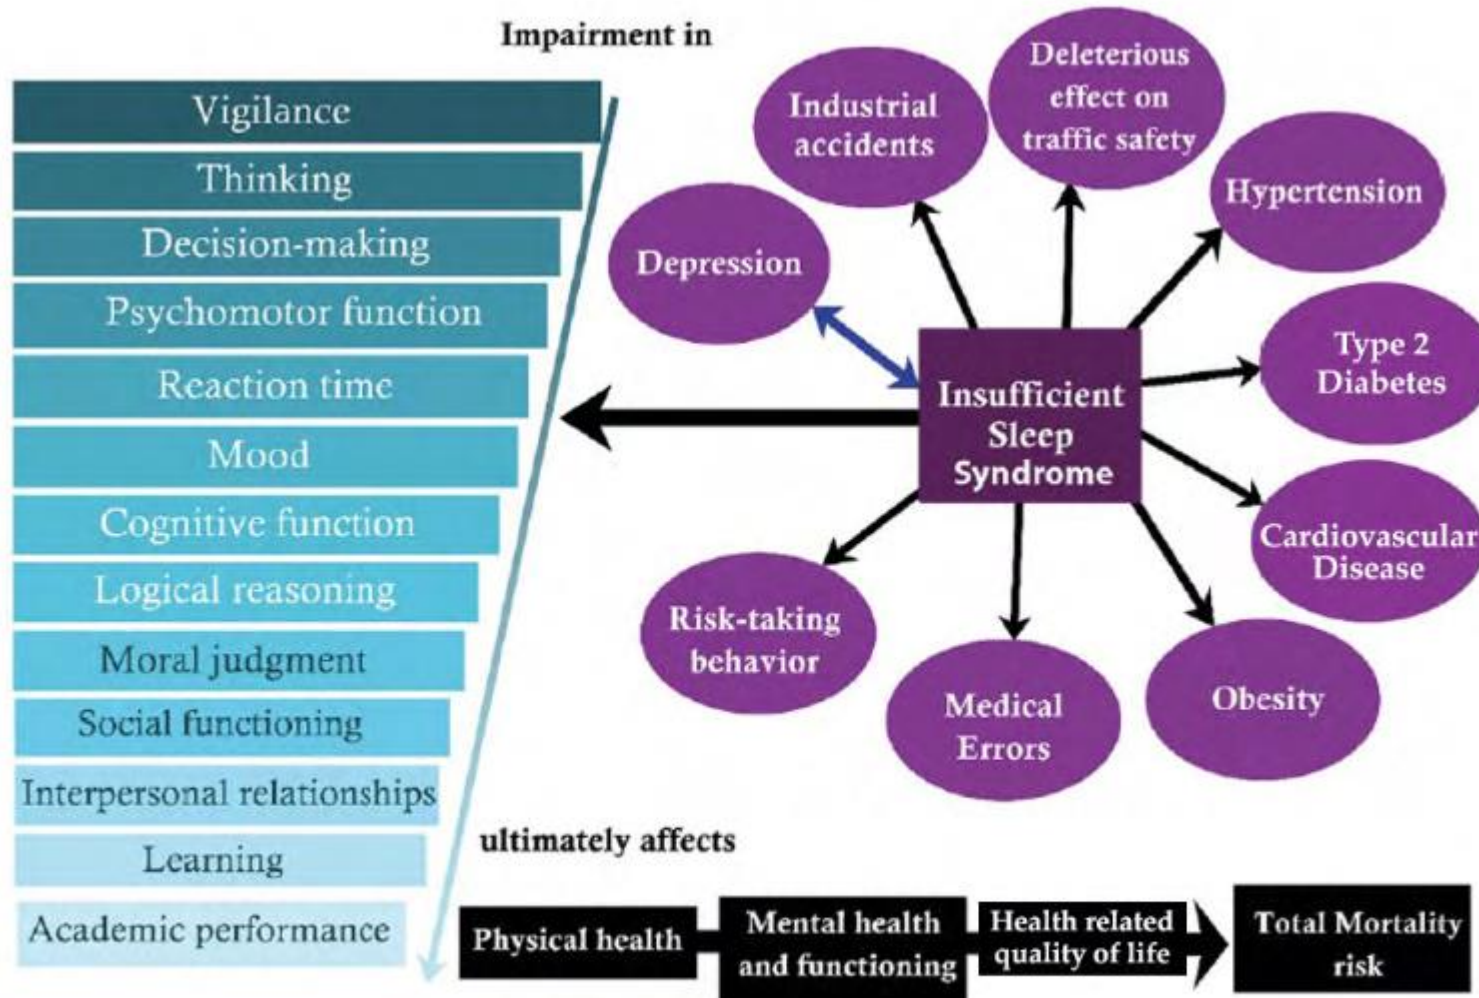 Impairment in
Vigilance
Thinking
Decision-making
Psychomotor function
Reaction time
Mood
Cognitive function
Logical reasoning
Moral judgment
Social functioning
Interpersonal relationships
Learning
Academic performance
Depression
Industrial
accidents
Deleterious
effect on
traffic safety
Hypertension
Type 2
Diabetes
Cardiovascular
Disease
Obesity
Medical
Errors
Risk-taking
behavior
Insufficient
Sleep
Syndrome
ultimately affects
Physical health
Mental health
and functioning
Health related
quality of life
Total Mortality
risk